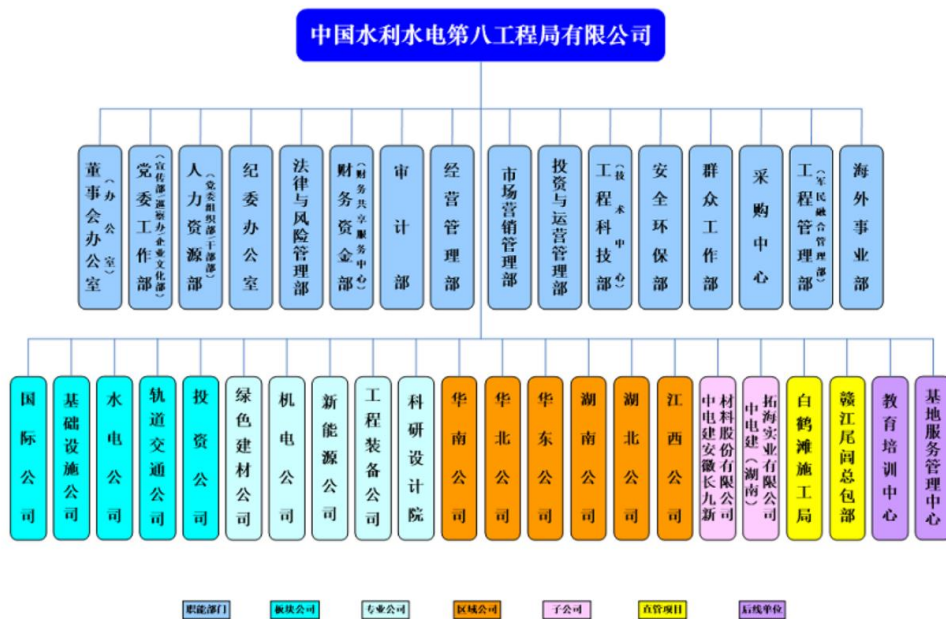 中国水利水电第八工程局有限公司
董事会办公室
（办公室）
党委工作部
（宣传部\巡察办\企业文化部）
人力资源部
（党委组织部\干部部）
纪委办公室
法律与风险管理部
财务资金部
（财务共享服务中心）
审计部
经营管理部
市场营销管理部
投资与运营管理部
工程科技部
（技术中心）
安全环保部
群众工作部
采购中心
工程管理部
（军民融合管理部）
海外事业部
国际公司
基础设施公司
水电公司
轨道交通公司
投资公司
绿色建材公司
机电公司
新能源公司
工程装备公司
科研设计院
华南公司
华北公司
华东公司
湖南公司
湖北公司
江西公司
中电建安徽长九新
材料股份有限公司
中电建（湖南）
拓海实业有限公司
白鹤滩施工局
赣江尾闾总包部
教育培训中心
基地服务管理中心
职能部门
板块公司
专业公司
区域公司
子公司
直管项目
后线单位